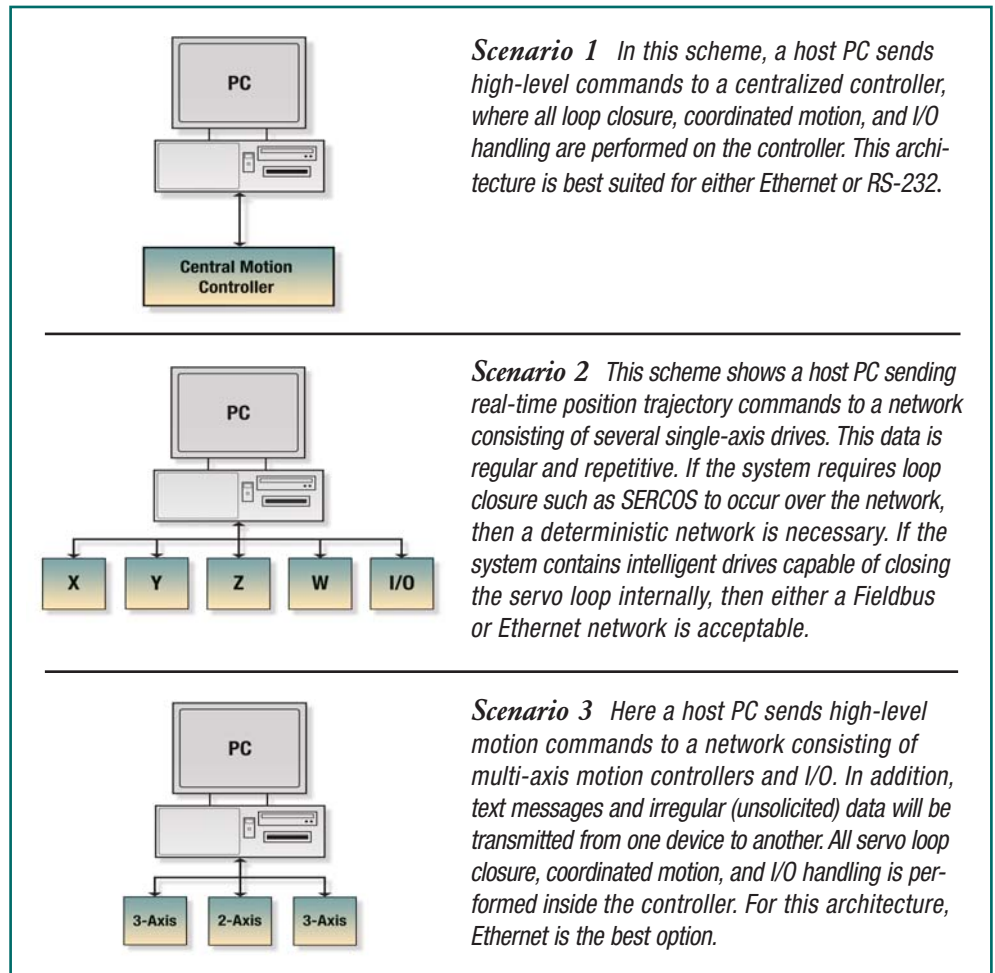 PC
Central Motion
Controller
Scenario 1 In this scheme, a host PC sends
high-level commands to a centralized controller,
where all loop closure, coordinated motion, and I/O
handling are performed on the controller. This archi-
tecture is best suited for either Ethernet or RS-232.
PC
X Y Z W I/O
Scenario 2 This scheme shows a host PC sending
real-time position trajectory commands to a network
consisting of several single-axis drives. This data is
regular and repetitive. If the system requires loop
closure such as SERCOS to occur over the network,
then a deterministic network is necessary. If the
system contains intelligent drives capable of closing
the servo loop internally, then either a Fieldbus
or Ethernet network is acceptable.
PC
3-Axis 2-Axis 3-Axis
Scenario 3 Here a host PC sends high-level
motion commands to a network consisting of
multi-axis motion controllers and I/O. In addition,
text messages and irregular (unsolicited) data will be
transmitted from one device to another. All servo loop
closure, coordinated motion, and I/O handling is per-
formed inside the controller. For this architecture,
Ethernet is the best option.